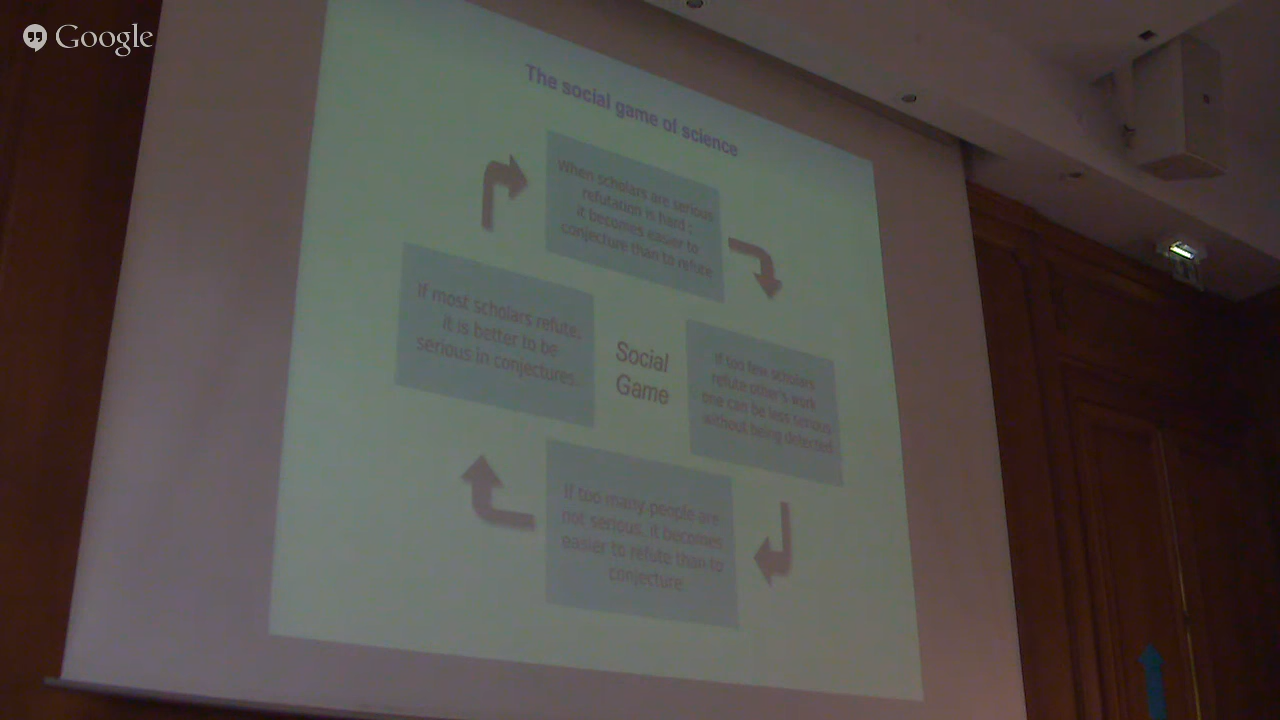 Google
The social game of science
When scholars are serious
refutation is hard ;
it becomes easier to
conjecture than to refute
If most scholars refute,
it is better to be
serious in conjectures.
Social
Game
If too few scholars
refute other's work
one can be less serious,
without being detected
If too many people are
not serious, it becomes
easier to refute than to
conjecture.